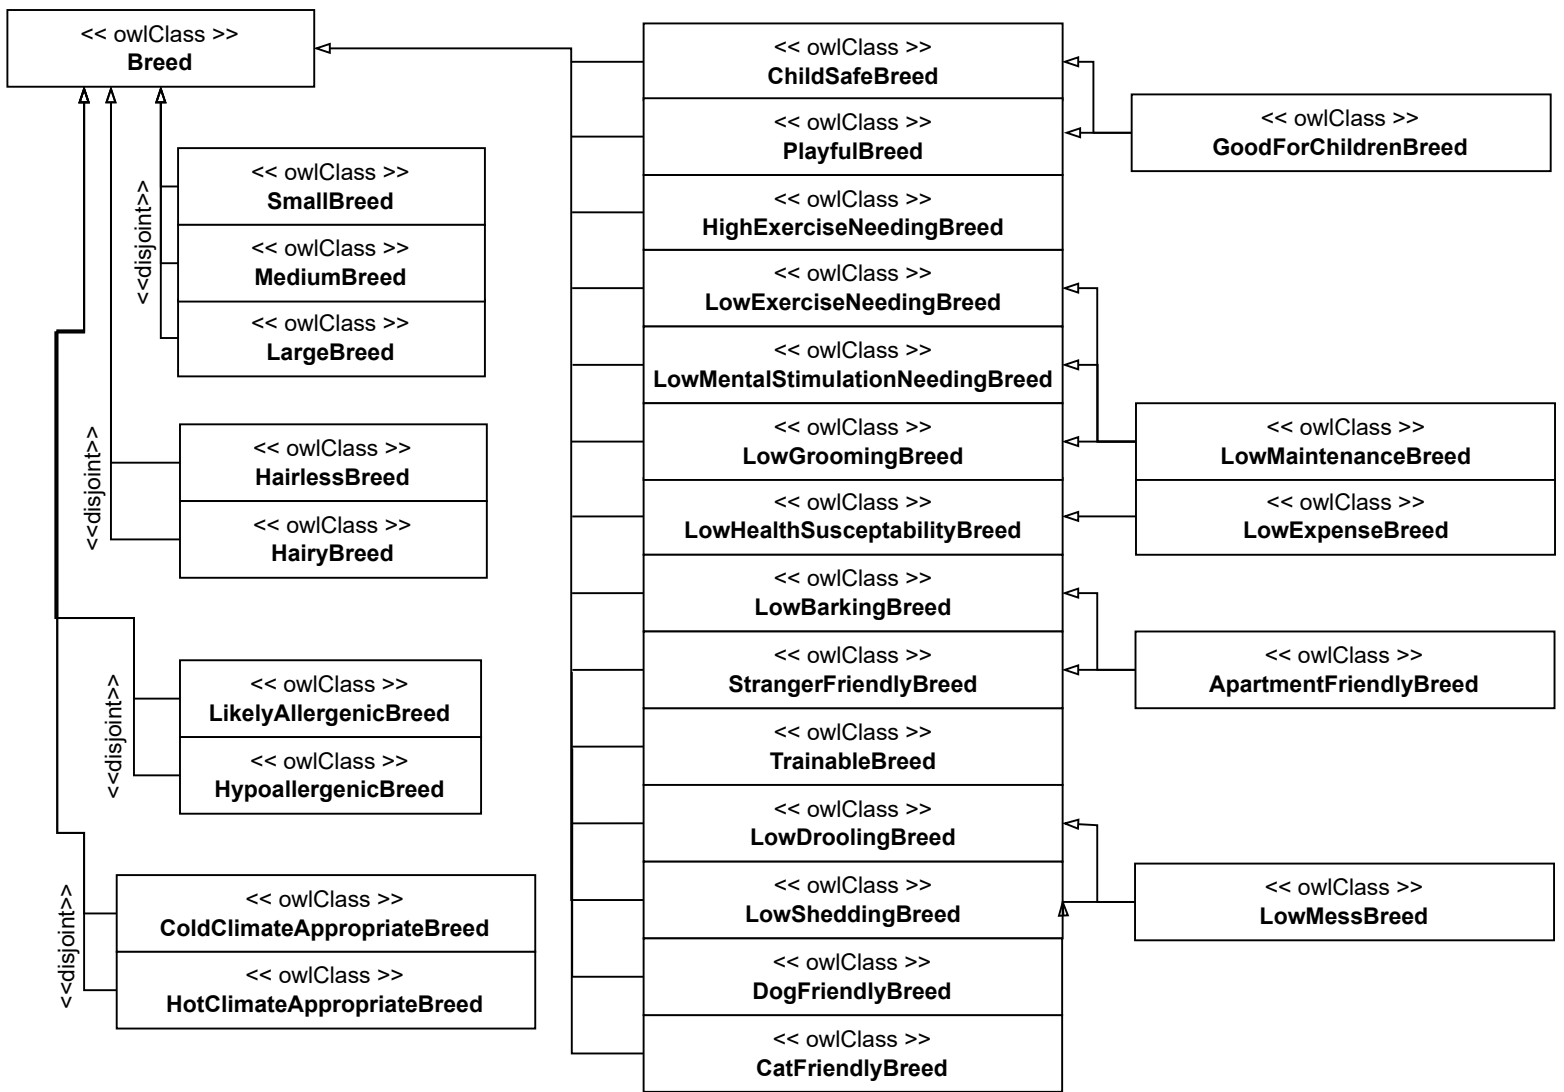 << owlClass >>
Breed
<<disjoint>>
<< owlClass >>
SmallBreed
<< owlClass >>
MediumBreed
<< owlClass >>
LargeBreed
<<disjoint>>
<< owlClass >>
HairlessBreed
<< owlClass >>
HairyBreed
<<disjoint>>
<< owlClass >>
LikelyAllergenicBreed
<< owlClass >>
HypoallergenicBreed
<<disjoint>>
<< owlClass >>
ColdClimateAppropriateBreed
<< owlClass >>
HotClimateAppropriateBreed
<< owlClass >>
ChildSafeBreed
<< owlClass >>
PlayfulBreed
<< owlClass >>
HighExerciseNeedingBreed
<< owlClass >>
LowExerciseNeedingBreed
<< owlClass >>
LowMentalStimulationNeedingBreed
<< owlClass >>
LowGroomingBreed
<< owlClass >>
LowHealthSusceptabilityBreed
<< owlClass >>
LowBarkingBreed
<< owlClass >>
StrangerFriendlyBreed
<< owlClass >>
TrainableBreed
<< owlClass >>
LowDroolingBreed
<< owlClass >>
LowSheddingBreed
<< owlClass >>
DogFriendlyBreed
<< owlClass >>
CatFriendlyBreed
<< owlClass >>
GoodForChildrenBreed
<< owlClass >>
LowMaintenanceBreed
<< owlClass >>
LowExpenseBreed
<< owlClass >>
ApartmentFriendlyBreed
<< owlClass >>
LowMessBreed